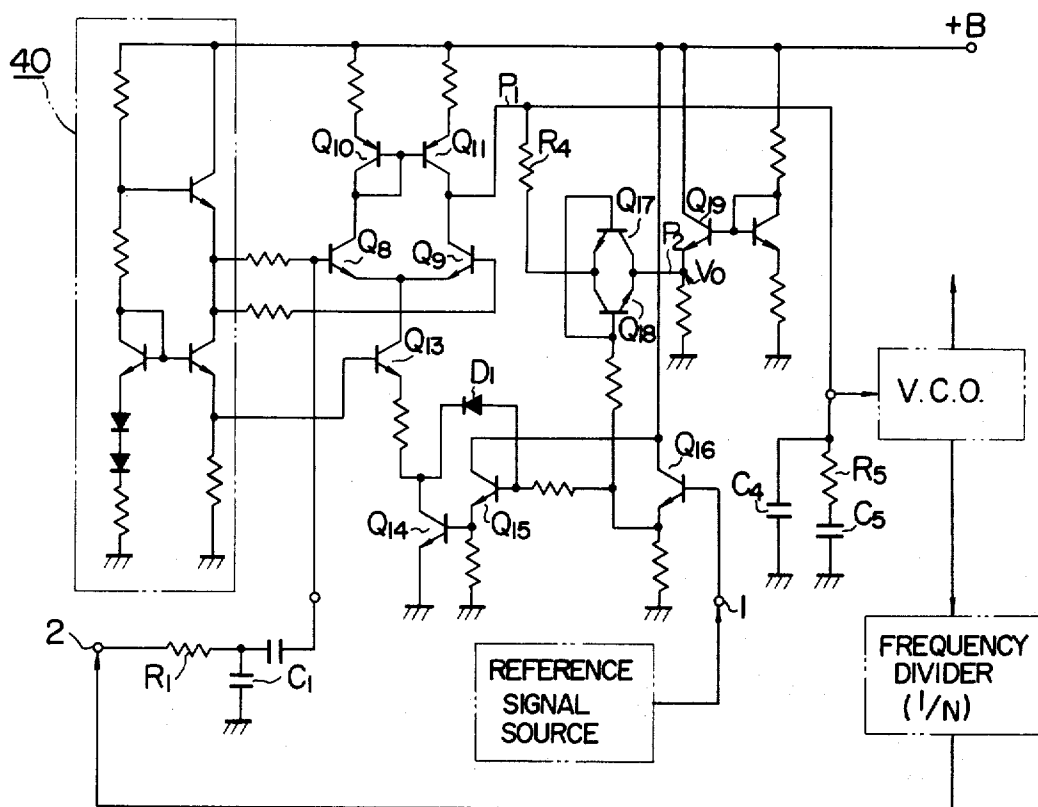 40
+B
P1
Q10
Q11
R4
Q17
Q19
P2
V0
Q8
Q9
Q18
Q13
D1
V.C.O.
Q16
C4
R5
C5
Q14
Q15
1
2
R1
C1
REFERENCE
SIGNAL
SOURCE
FREQUENCY
DIVIDER
(1/N)